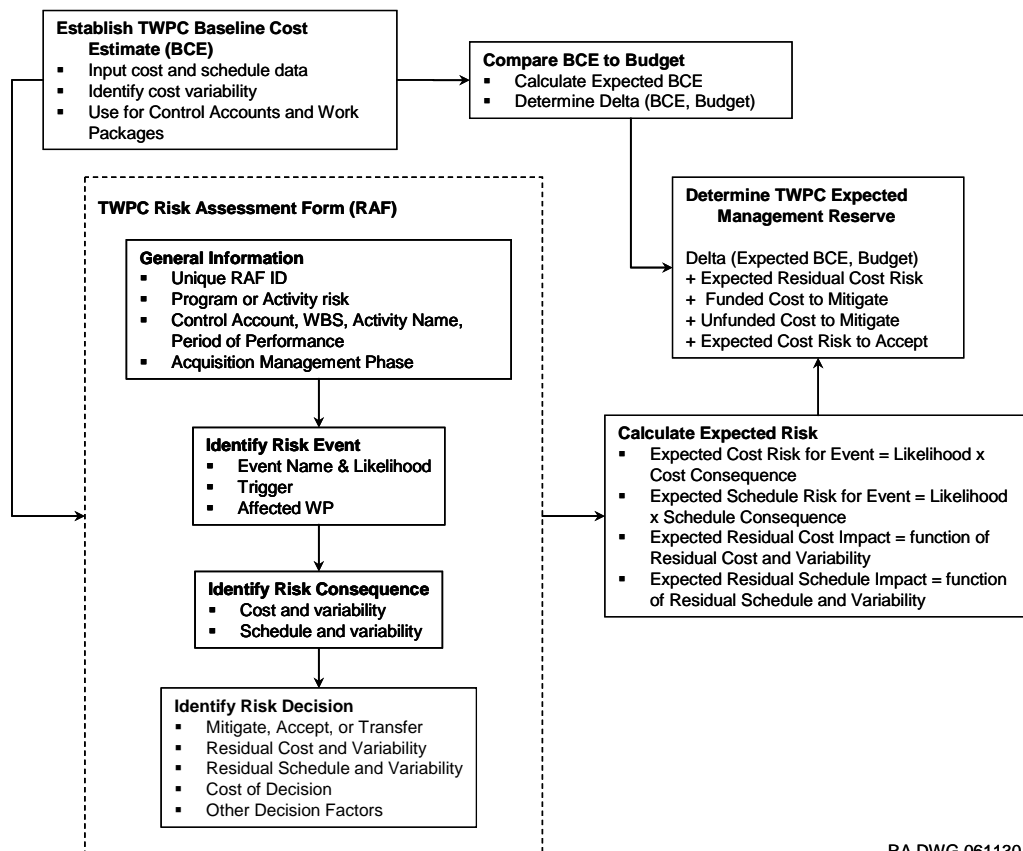 Establish TWPC Baseline Cost
Estimate (BCE)
▪ Input cost and schedule data
▪ Identify cost variability
▪ Use for Control Accounts and Work
Packages
Compare BCE to Budget
▪ Calculate Expected BCE
▪ Determine Delta (BCE, Budget)
Determine TWPC Expected
Management Reserve
Delta (Expected BCE, Budget)
+ Expected Residual Cost Risk
+ Funded Cost to Mitigate
+ Unfunded Cost to Mitigate
+ Expected Cost Risk to Accept
TWPC Risk Assessment Form (RAF)
General Information
▪ Unique RAF ID
▪ Program or Activity risk
▪ Control Account, WBS, Activity Name,
Period of Performance
▪ Acquisition Management Phase
Identify Risk Event
▪ Event Name & Likelihood
▪ Trigger
▪ Affected WP
Identify Risk Consequence
▪ Cost and variability
▪ Schedule and variability
Identify Risk Decision
▪ Mitigate, Accept, or Transfer
▪ Residual Cost and Variability
▪ Residual Schedule and Variability
▪ Cost of Decision
▪ Other Decision Factors
Calculate Expected Risk
▪ Expected Cost Risk for Event = Likelihood x
Cost Consequence
▪ Expected Schedule Risk for Event = Likelihood
x Schedule Consequence
▪ Expected Residual Cost Impact = function of
Residual Cost and Variability
▪ Expected Residual Schedule Impact = function
of Residual Schedule and Variability